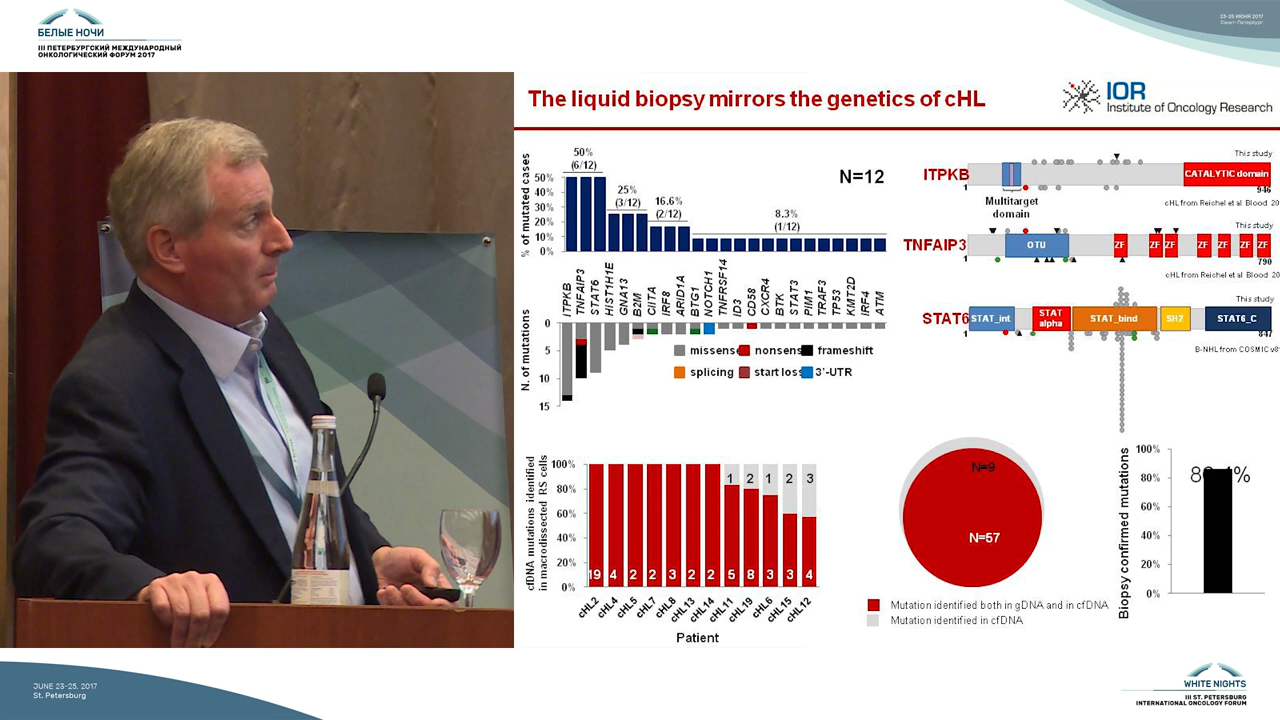 БЕЛЫЕ НОЧИ
III ПЕТЕРБУРГСКИЙ МЕЖДУНАРОДНЫЙ
ОНКОЛОГИЧЕСКИЙ ФОРУМ 2017
23-25 ИЮНЯ 2017
Санкт-Петербург
The liquid biopsy mirrors the genetics of cHL
IOR
Institute of Oncology Research
% of mutated cases
50%
40%
30%
20%
10%
0%
50%
(6/12)
25%
(3/12)
16.6%
(2/12)
8.3%
(1/12)
N=12
ITPKB
TNFAIP3
STAT6
HIST1H1E
GNA13
B2M
CIITA
IRF8
ARID1A
BTG1
NOTCH1
TNFRSF14
ID3
CD58
CXCR4
BTK
STAT3
PIM1
TRAF3
TP53
KMT2D
IRF4
ATM
N. of mutations
0
5
10
15
missense
nonsens
frameshift
splicing
start loss
3’-UTR
This study
ITPKB
CATALYTIC domain
1
946
Multitarget
domain
cHL from Reichel et al Blood 20
This study
TNFAIP3
OTU
ZF
ZF
ZF
ZF
ZF
ZF
ZF
1
790
cHL from Reichel et al Blood 20
This study
STAT6
STAT_int
STAT
alpha
STAT_bind
SH2
STAT6_C
1
847
B-NHL from COSMIC v8
cfDNA mutations identified
in macrodissected RS cells
100%
80%
60%
40%
20%
0%
1 2 1 2 3
19 4 2 2 3 2 2 5 8 3 3 4
cHL2
cHL4
cHL5
cHL7
cHL8
cHL13
cHL14
cHL11
cHL19
cHL6
cHL15
cHL12
Patient
N=9
N=57
Mutation identified both in gDNA and in cfDNA
Mutation identified in cfDNA
Biopsy confirmed mutations
100%
80%
60%
40%
20%
0%
JUNE 23-25, 2017
St. Petersburg
WHITE NIGHTS
III ST. PETERSBURG
INTERNATIONAL ONCOLOGY FORUM